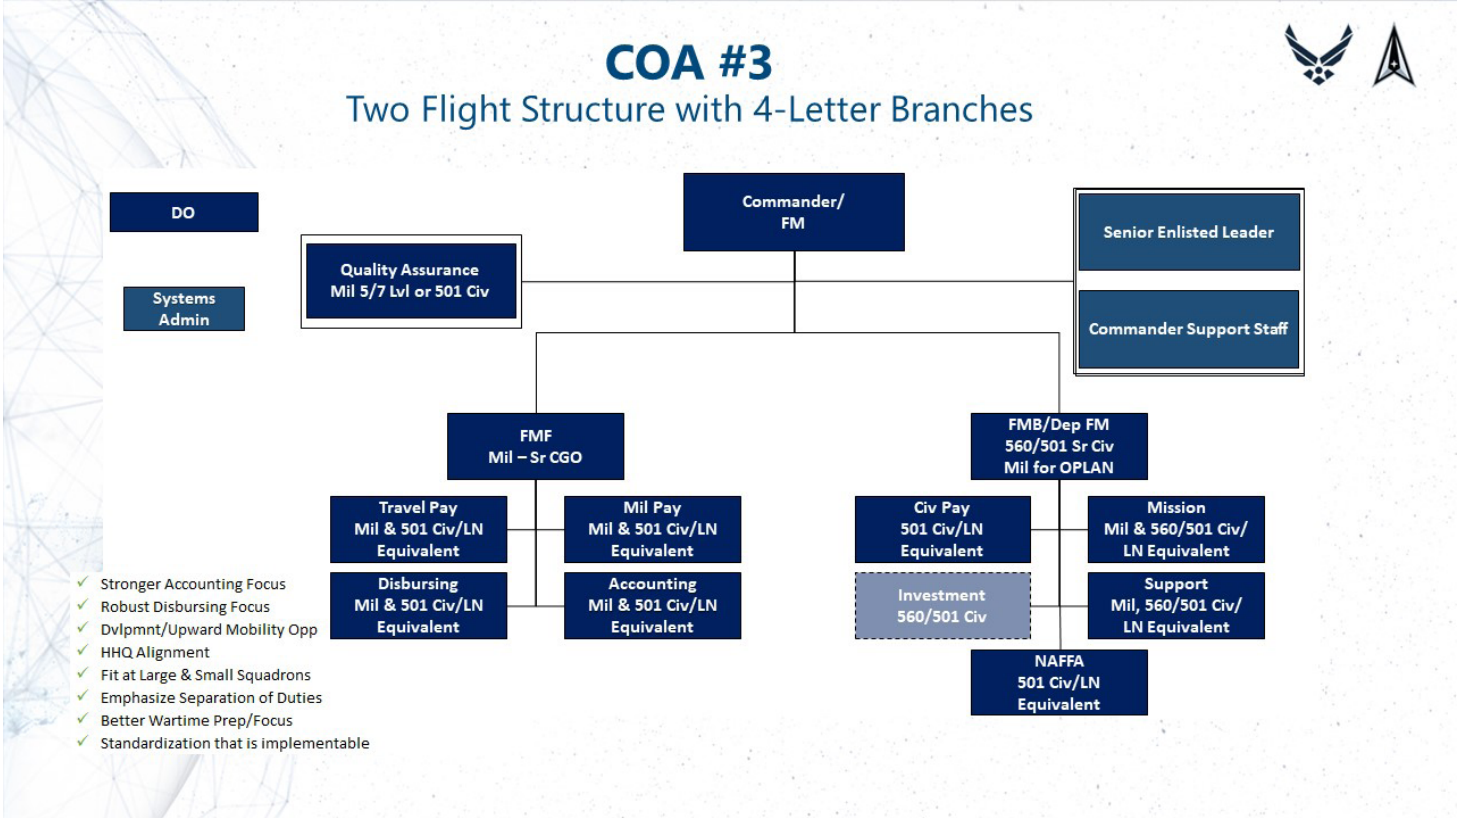 COA #3
Two Flight Structure with 4-Letter Branches
DO
Systems
Admin
Commander/
FM
Quality Assurance
Mil 5/7 Lvl or 501 Civ
Senior Enlisted Leader
Commander Support Staff
FMF
Mil – Sr CGO
FMB/Dep FM
560/501 Sr Civ
Mil for OPLAN
Travel Pay
Mil & 501 Civ/LN
Equivalent
Mil Pay
Mil & 501 Civ/LN
Equivalent
Disbursing
Mil & 501 Civ/LN
Equivalent
Accounting
Mil & 501 Civ/LN
Equivalent
Civ Pay
501 Civ/LN
Equivalent
Mission
Mil & 560/501 Civ/
LN Equivalent
Investment
560/501 Civ
Support
Mil, 560/501 Civ/
LN Equivalent
NAFFA
501 Civ/LN
Equivalent
✓ Stronger Accounting Focus
✓ Robust Disbursing Focus
✓ Dvlpmnt/Upward Mobility Opp
✓ HHQ Alignment
✓ Fit at Large & Small Squadrons
✓ Emphasize Separation of Duties
✓ Better Wartime Prep/Focus
✓ Standardization that is implementable